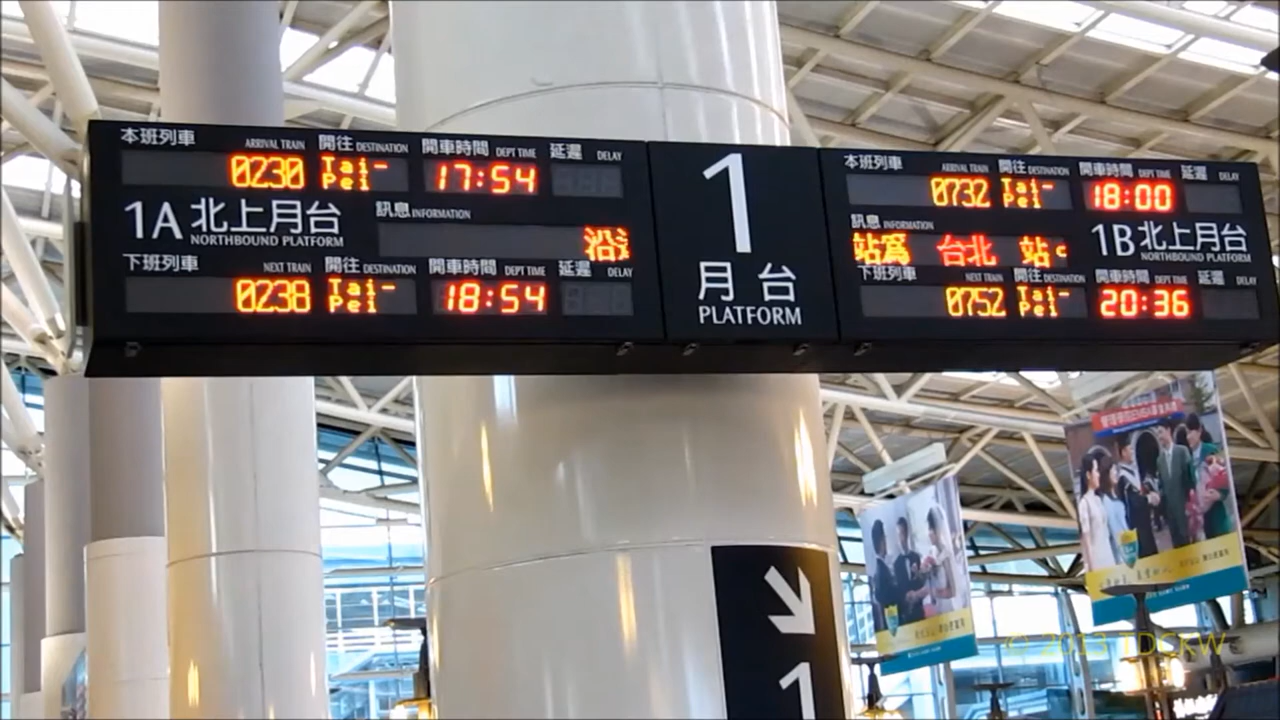 本班列車 ARRIVAL TRAIN 開往 DESTINATION 開車時間 DEPT TIME 延遲 DELAY
0230 Tai-Pei 17:54
1A 北上月台 NORTHBOUND PLATFORM 訊息 INFORMATION
下班列車 NEXT TRAIN 開往 DESTINATION 開車時間 DEPT TIME 延遲 DELAY
0238 Tai-Pei 18:54
1
月台
PLATFORM
本班列車 ARRIVAL TRAIN 開往 DESTINATION 開車時間 DEPT TIME 延遲 DELAY
0732 Tai-Pei 18:00
訊息 INFORMATION
站為 台北 站。
1B 北上月台 NORTHBOUND PLATFORM
下班列車 NEXT TRAIN 開往 DESTINATION 開車時間 DEPT TIME 延遲 DELAY
0752 Tai-Pei 20:36
1
© 2013 TDCKW